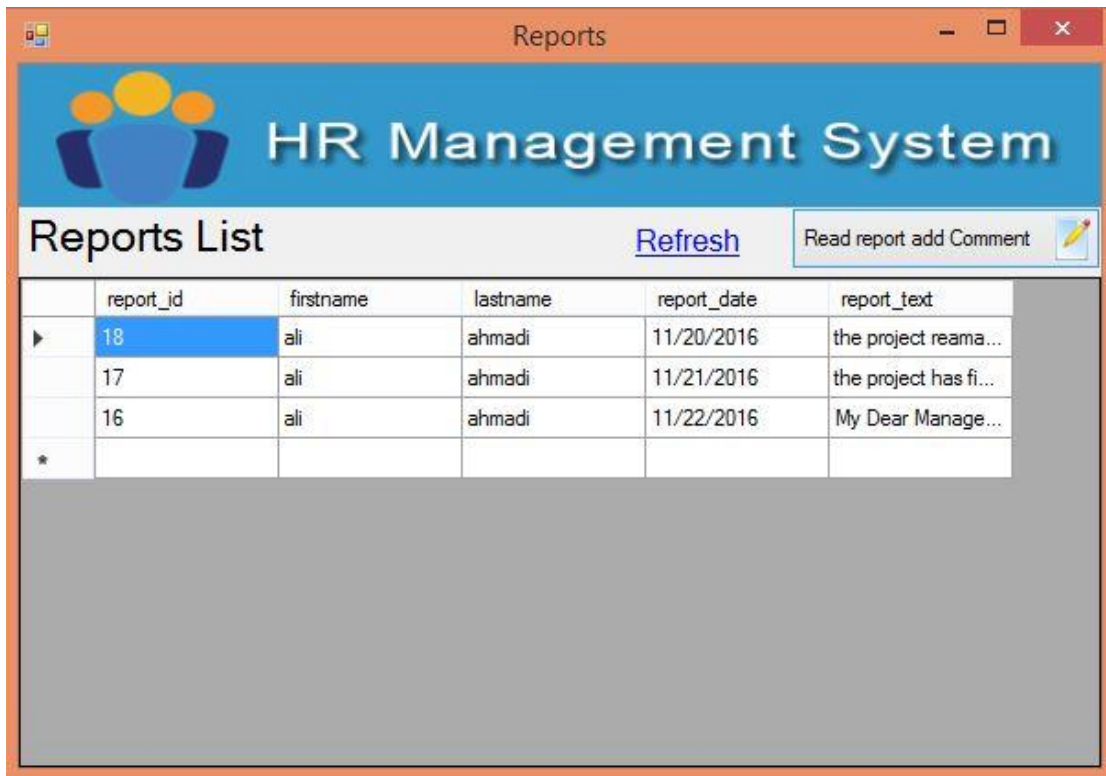 Reports
HR Management System
Reports List Refresh Read report add Comment
report_id firstname lastname report_date report_text
18 ali ahmadi 11/20/2016 the project reama...
17 ali ahmadi 11/21/2016 the project has fi...
16 ali ahmadi 11/22/2016 My Dear Manage...